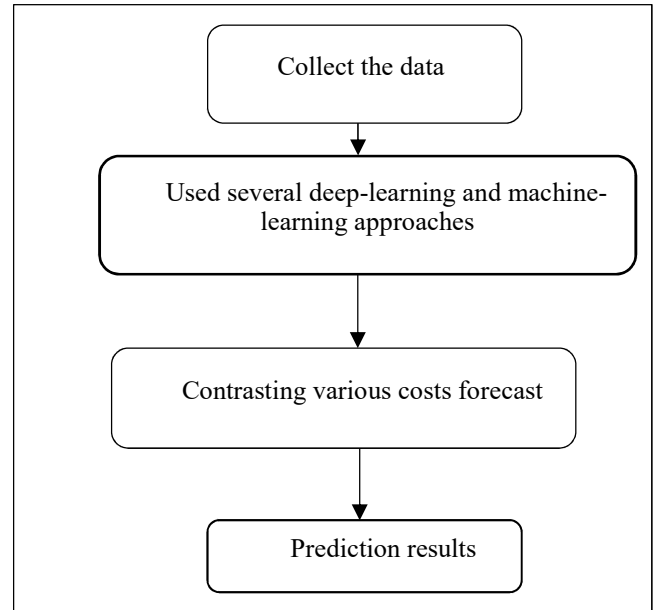 Collect the data
Used several deep-learning and machine-
learning approaches
Contrasting various costs forecast
Prediction results